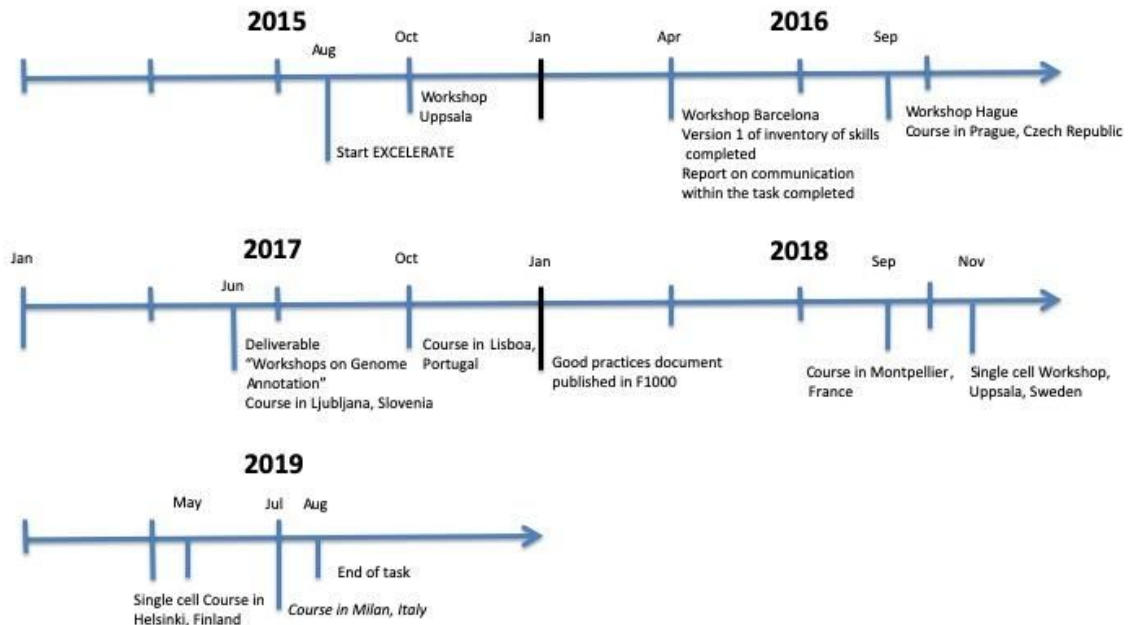 2015
2016
Aug
Oct
Jan
Apr
Sep
Start EXCELERATE
Workshop
Uppsala
Workshop Barcelona
Version 1 of inventory of skills
completed
Report on communication
within the task completed
Workshop Hague
Course in Prague, Czech Republic
2017
2018
Jan
Jun
Oct
Jan
Sep
Nov
Deliverable
"Workshops on Genome
Annotation”
Course in Ljubljana, Slovenia
Course in Lisboa,
Portugal
Good practices document
published in F1000
Course in Montpellier,
France
Single cell Workshop,
Uppsala, Sweden
2019
May
Jul
Aug
Single cell Course in
Helsinki, Finland
Course in Milan, Italy
End of task